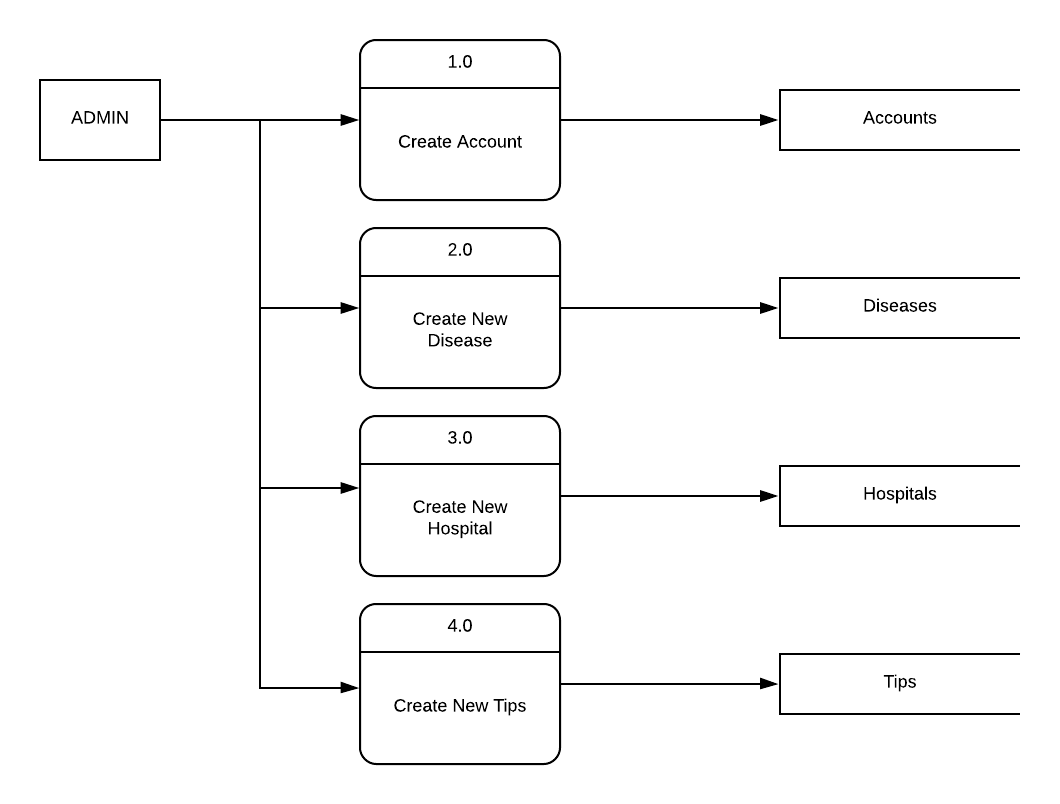 ADMIN
1.0
Create Account
Accounts
2.0
Create New
Disease
Diseases
3.0
Create New
Hospital
Hospitals
4.0
Create New Tips
Tips